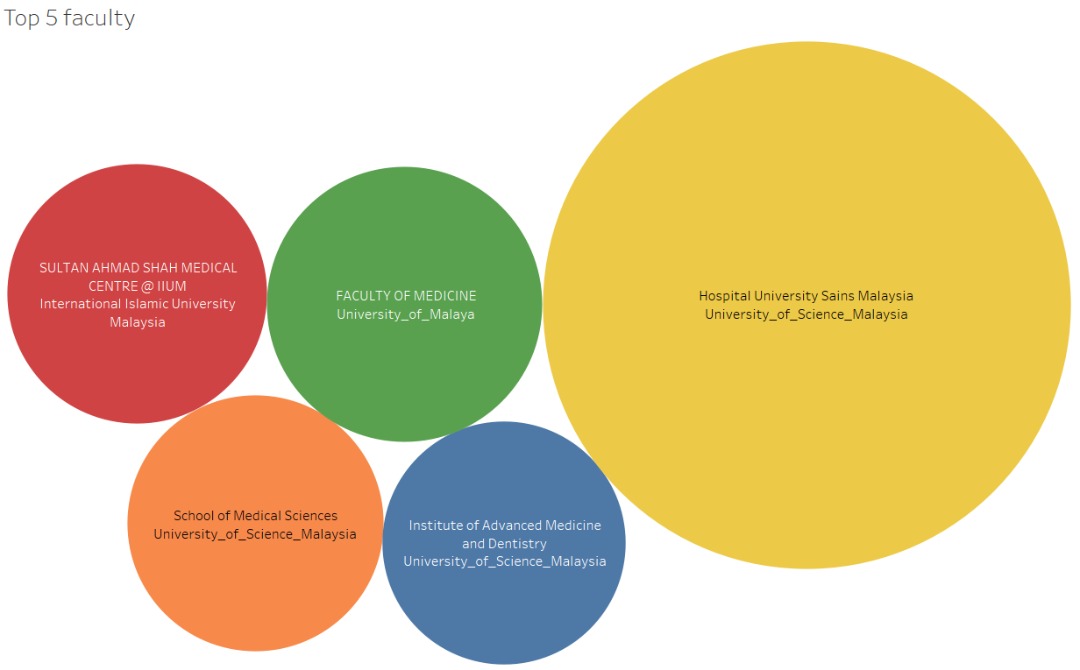 Top 5 faculty
SULTAN AHMAD SHAH MEDICAL
CENTRE @ IIUM
International Islamic University
Malaysia
FACULTY OF MEDICINE
University_of_Malaya
Hospital University Sains Malaysia
University_of_Science_Malaysia
School of Medical Sciences
University_of_Science_Malaysia
Institute of Advanced Medicine
and Dentistry
University_of_Science_Malaysia